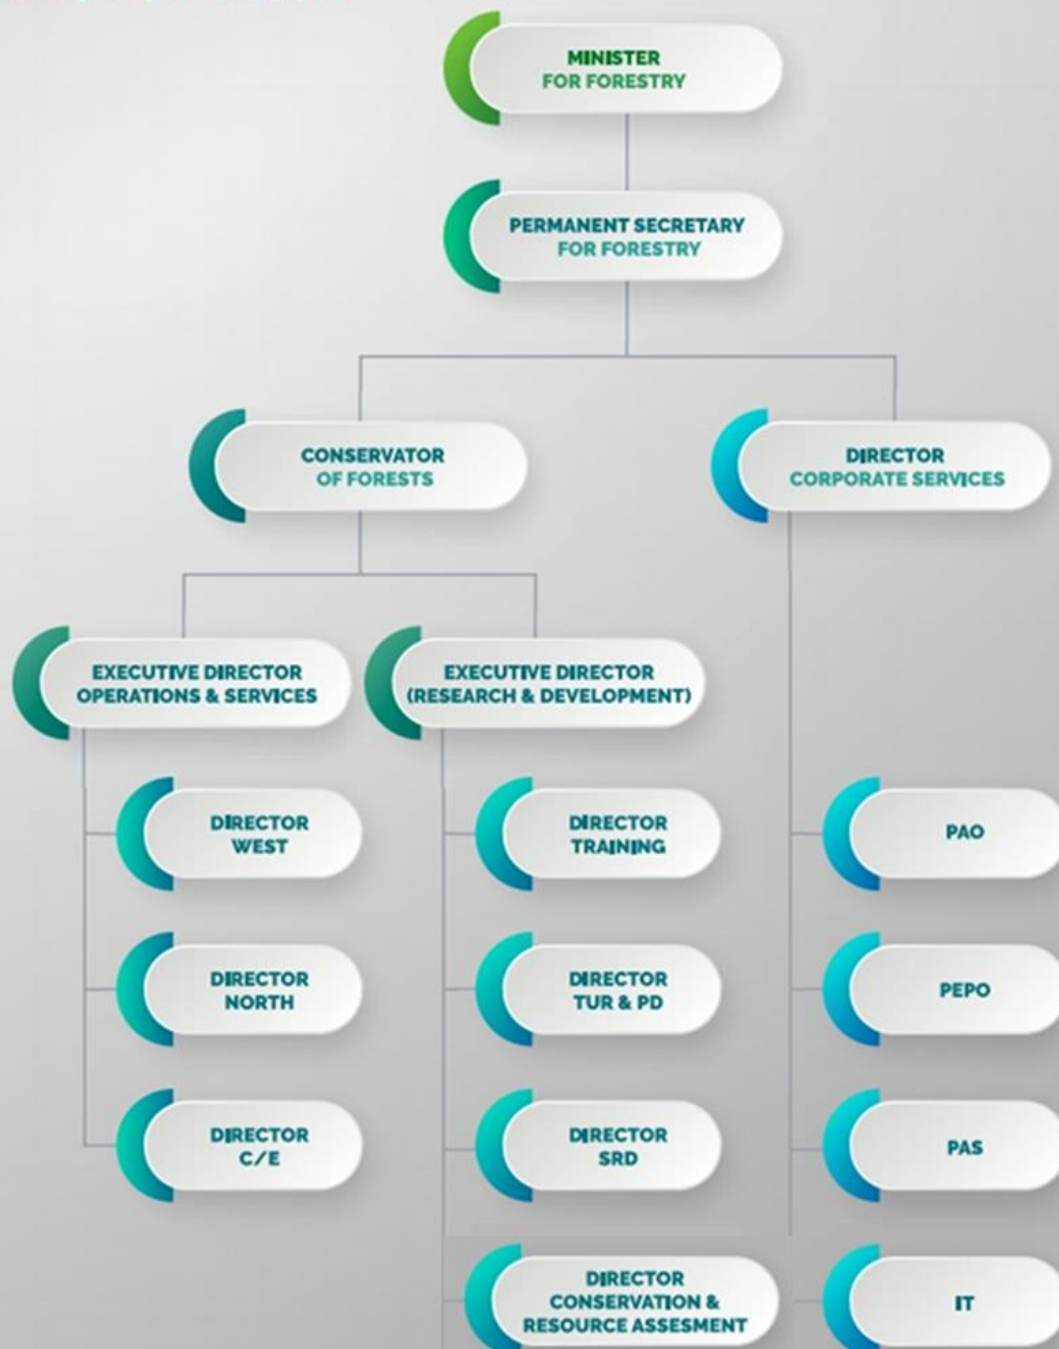 MINISTER
FOR FORESTRY
PERMANENT SECRETARY
FOR FORESTRY
CONSERVATOR
OF FORESTS
DIRECTOR
CORPORATE SERVICES
EXECUTIVE DIRECTOR
OPERATIONS & SERVICES
EXECUTIVE DIRECTOR
(RESEARCH & DEVELOPMENT)
DIRECTOR
WEST
DIRECTOR
TRAINING
PAO
DIRECTOR
NORTH
DIRECTOR
TUR & PD
PEPO
DIRECTOR
C/E
DIRECTOR
SRD
PAS
DIRECTOR
CONSERVATION &
RESOURCE ASSESMENT
IT